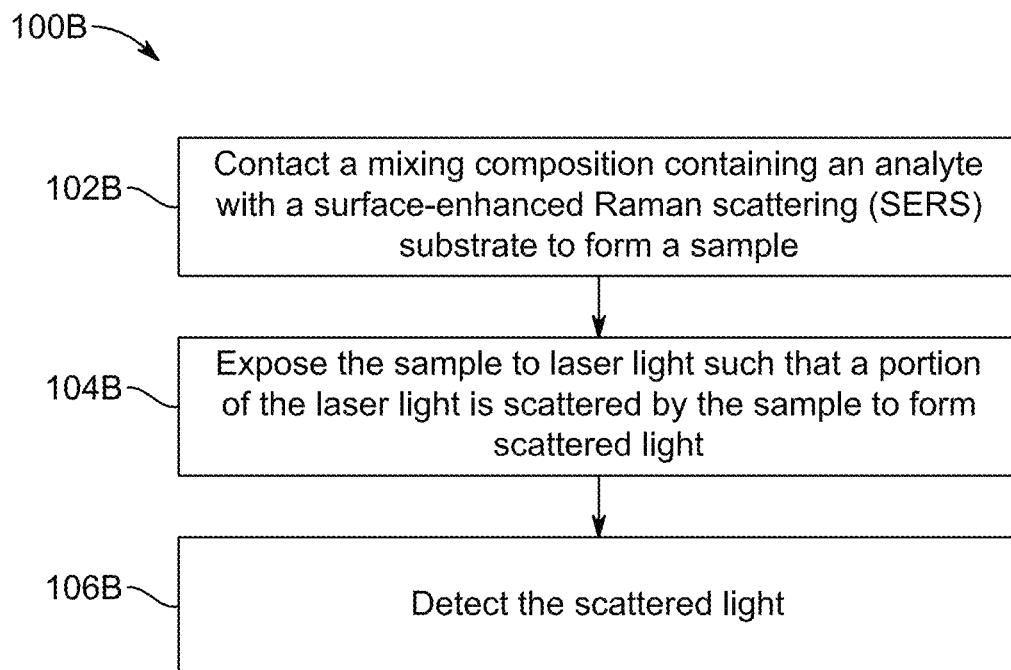 100B
102B
Contact a mixing composition containing an analyte
with a surface-enhanced Raman scattering (SERS)
substrate to form a sample
104B
Expose the sample to laser light such that a portion
of the laser light is scattered by the sample to form
scattered light
106B
Detect the scattered light